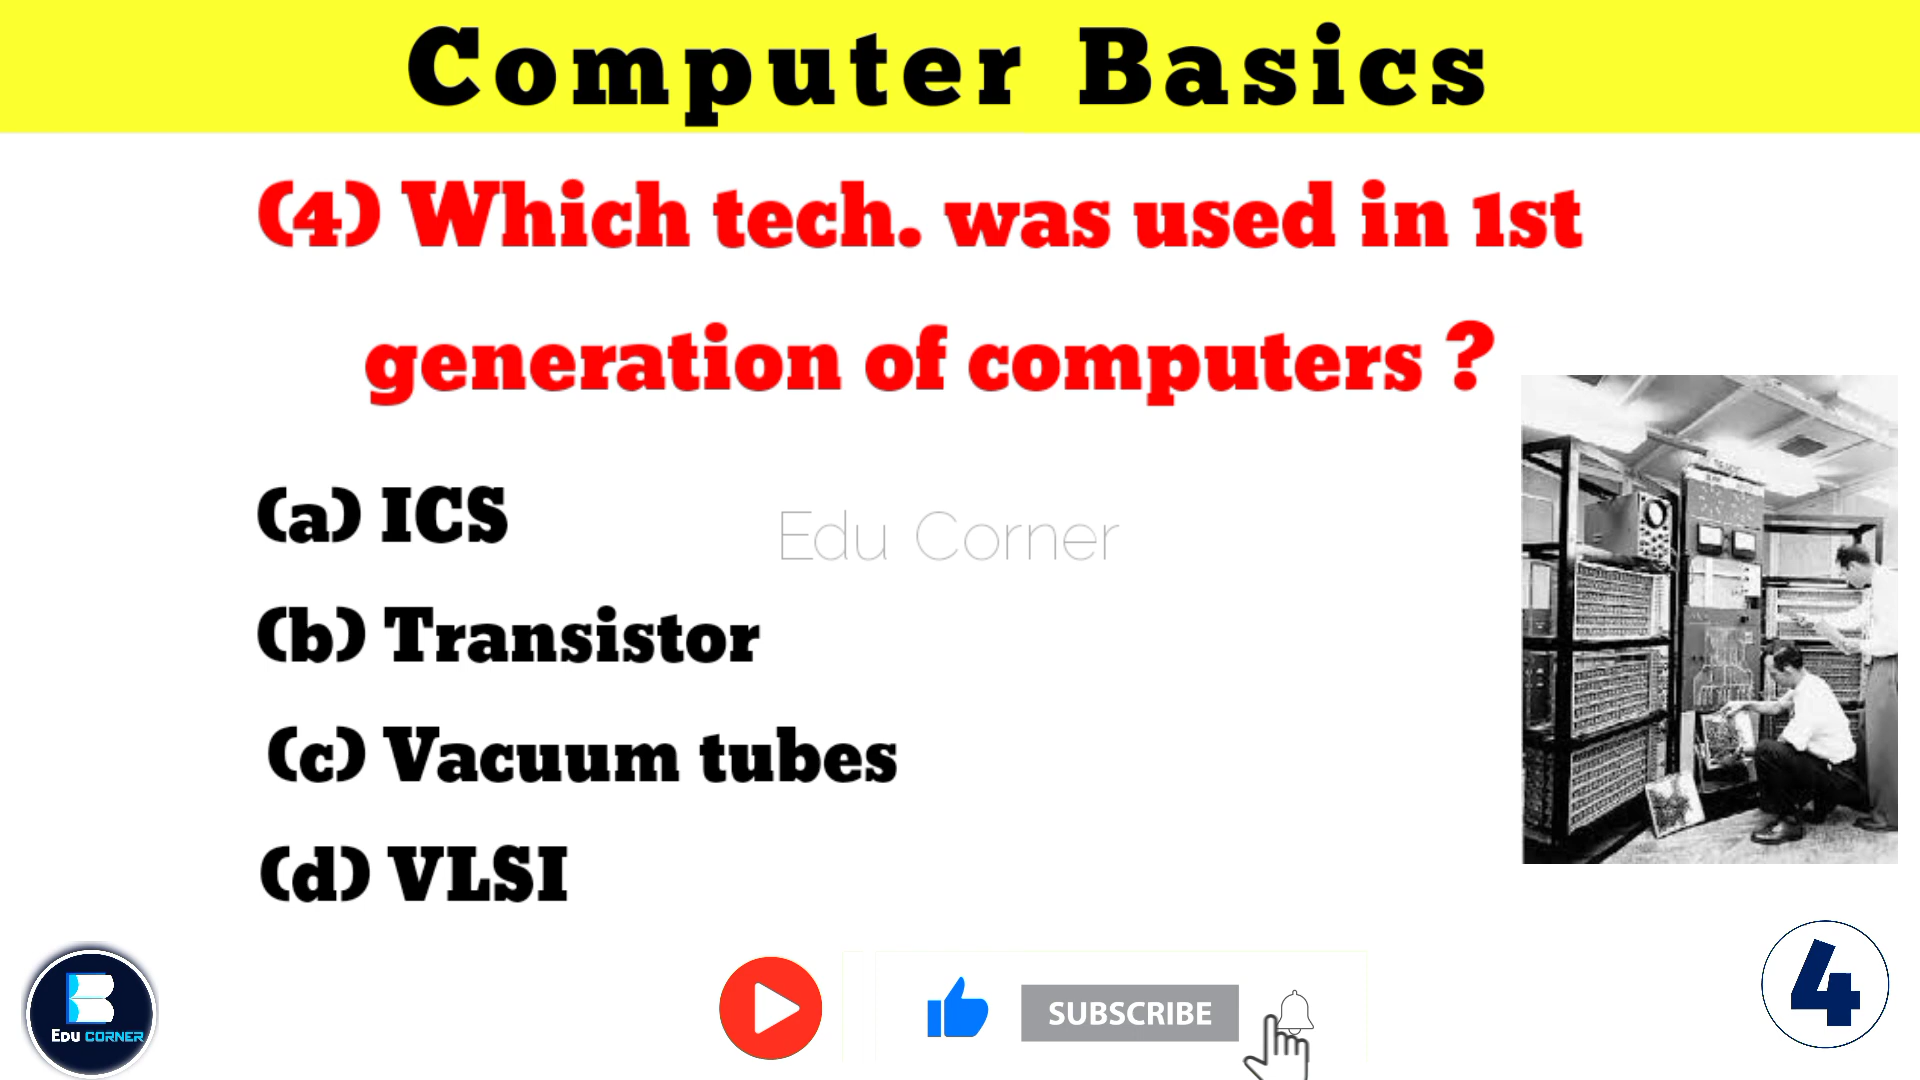 Computer Basics
(4) Which tech. was used in 1st
generation of computers ?
(a) ICS
Edu Corner
(b) Transistor
(c) Vacuum tubes
(d) VLSI
EDU CORNER
SUBSCRIBE
4